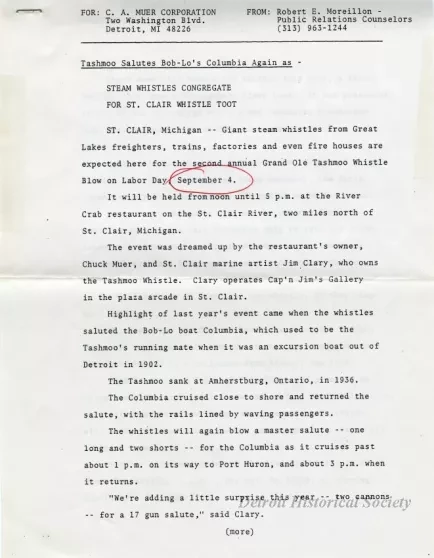 FOR: C. A. MUER CORPORATION FROM: Robert E. Moreillon -
Two Washington Blvd. Public Relations Counselors
Detroit, MI 48226 (313) 963-1244
Tashmoo Salutes Bob-Lo's Columbia Again as -
STEAM WHISTLES CONGREGATE
FOR ST. CLAIR WHISTLE TOOT
ST. CLAIR, Michigan -- Giant steam whistles from Great
Lakes freighters, trains, factories and even fire houses are
expected here for the second annual Grand Ole Tashmoo Whistle
Blow on Labor Day, September 4.
It will be held from noon until 5 p.m. at the River
Crab restaurant on the St. Clair River, two miles north of
St. Clair, Michigan.
The event was dreamed up by the restaurant's owner,
Chuck Muer, and St. Clair marine artist Jim Clary, who owns
the Tashmoo Whistle. Clary operates Cap'n Jim's Gallery
in the plaza arcade in St. Clair.
Highlight of last year's event came when the whistles
saluted the Bob-Lo boat Columbia, which used to be the
Tashmoo's running mate when it was an excursion boat out of
Detroit in 1902.
The Tashmoo sank at Amherstburg, Ontario, in 1936.
The Columbia cruised close to shore and returned the
salute, with the rails lined by waving passengers.
The whistles will again blow a master salute -- one
long and two shorts -- for the Columbia as it cruises past
about 1 p.m. on its way to Port Huron, and about 3 p.m. when
it returns.
"We're adding a little surprise this year -- two cannons
-- for a 17 gun salute," said Clary.
Detroit Historical Society
(more)